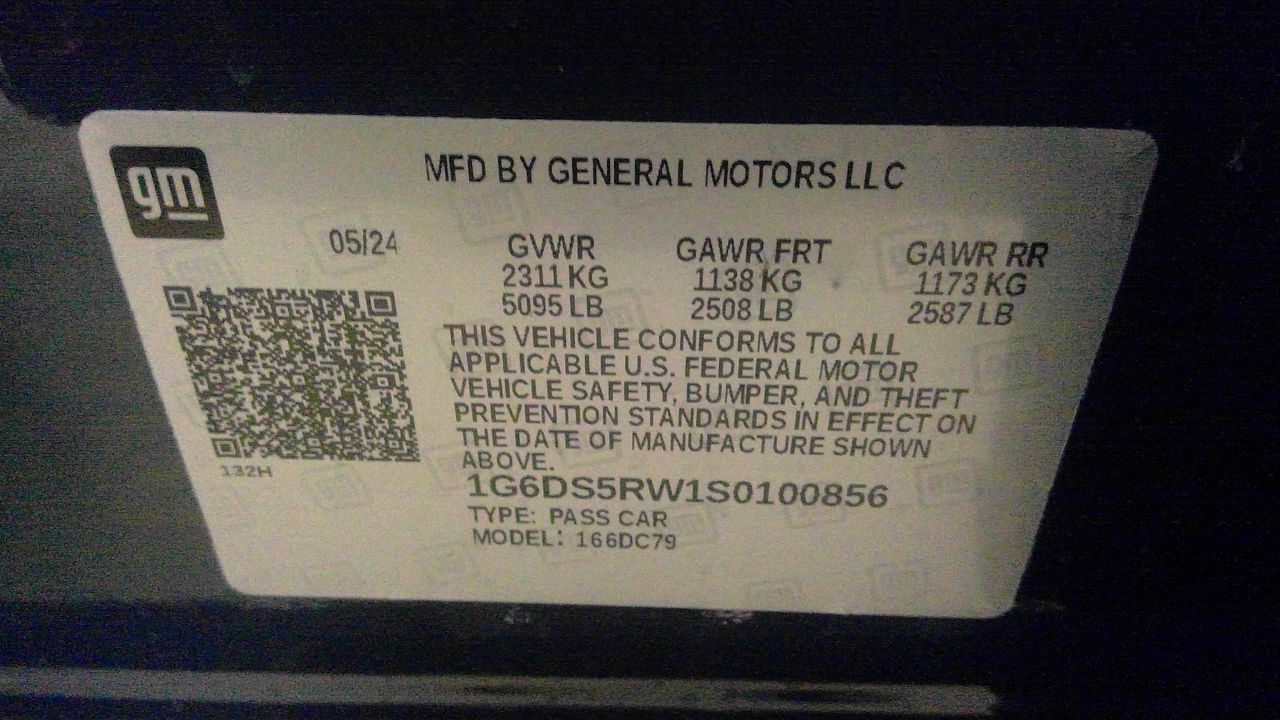 gm
MFD BY GENERAL MOTORS LLC
05/24
GVWR GAWR FRT GAWR RR
2311 KG 1138 KG 1173 KG
5095 LB 2508 LB 2587 LB
THIS VEHICLE CONFORMS TO ALL
APPLICABLE U.S. FEDERAL MOTOR
VEHICLE SAFETY, BUMPER, AND THEFT
PREVENTION STANDARDS IN EFFECT ON
THE DATE OF MANUFACTURE SHOWN
ABOVE.
132H
1G6DS5RW1S0100856
TYPE: PASS CAR
MODEL: 166DC79